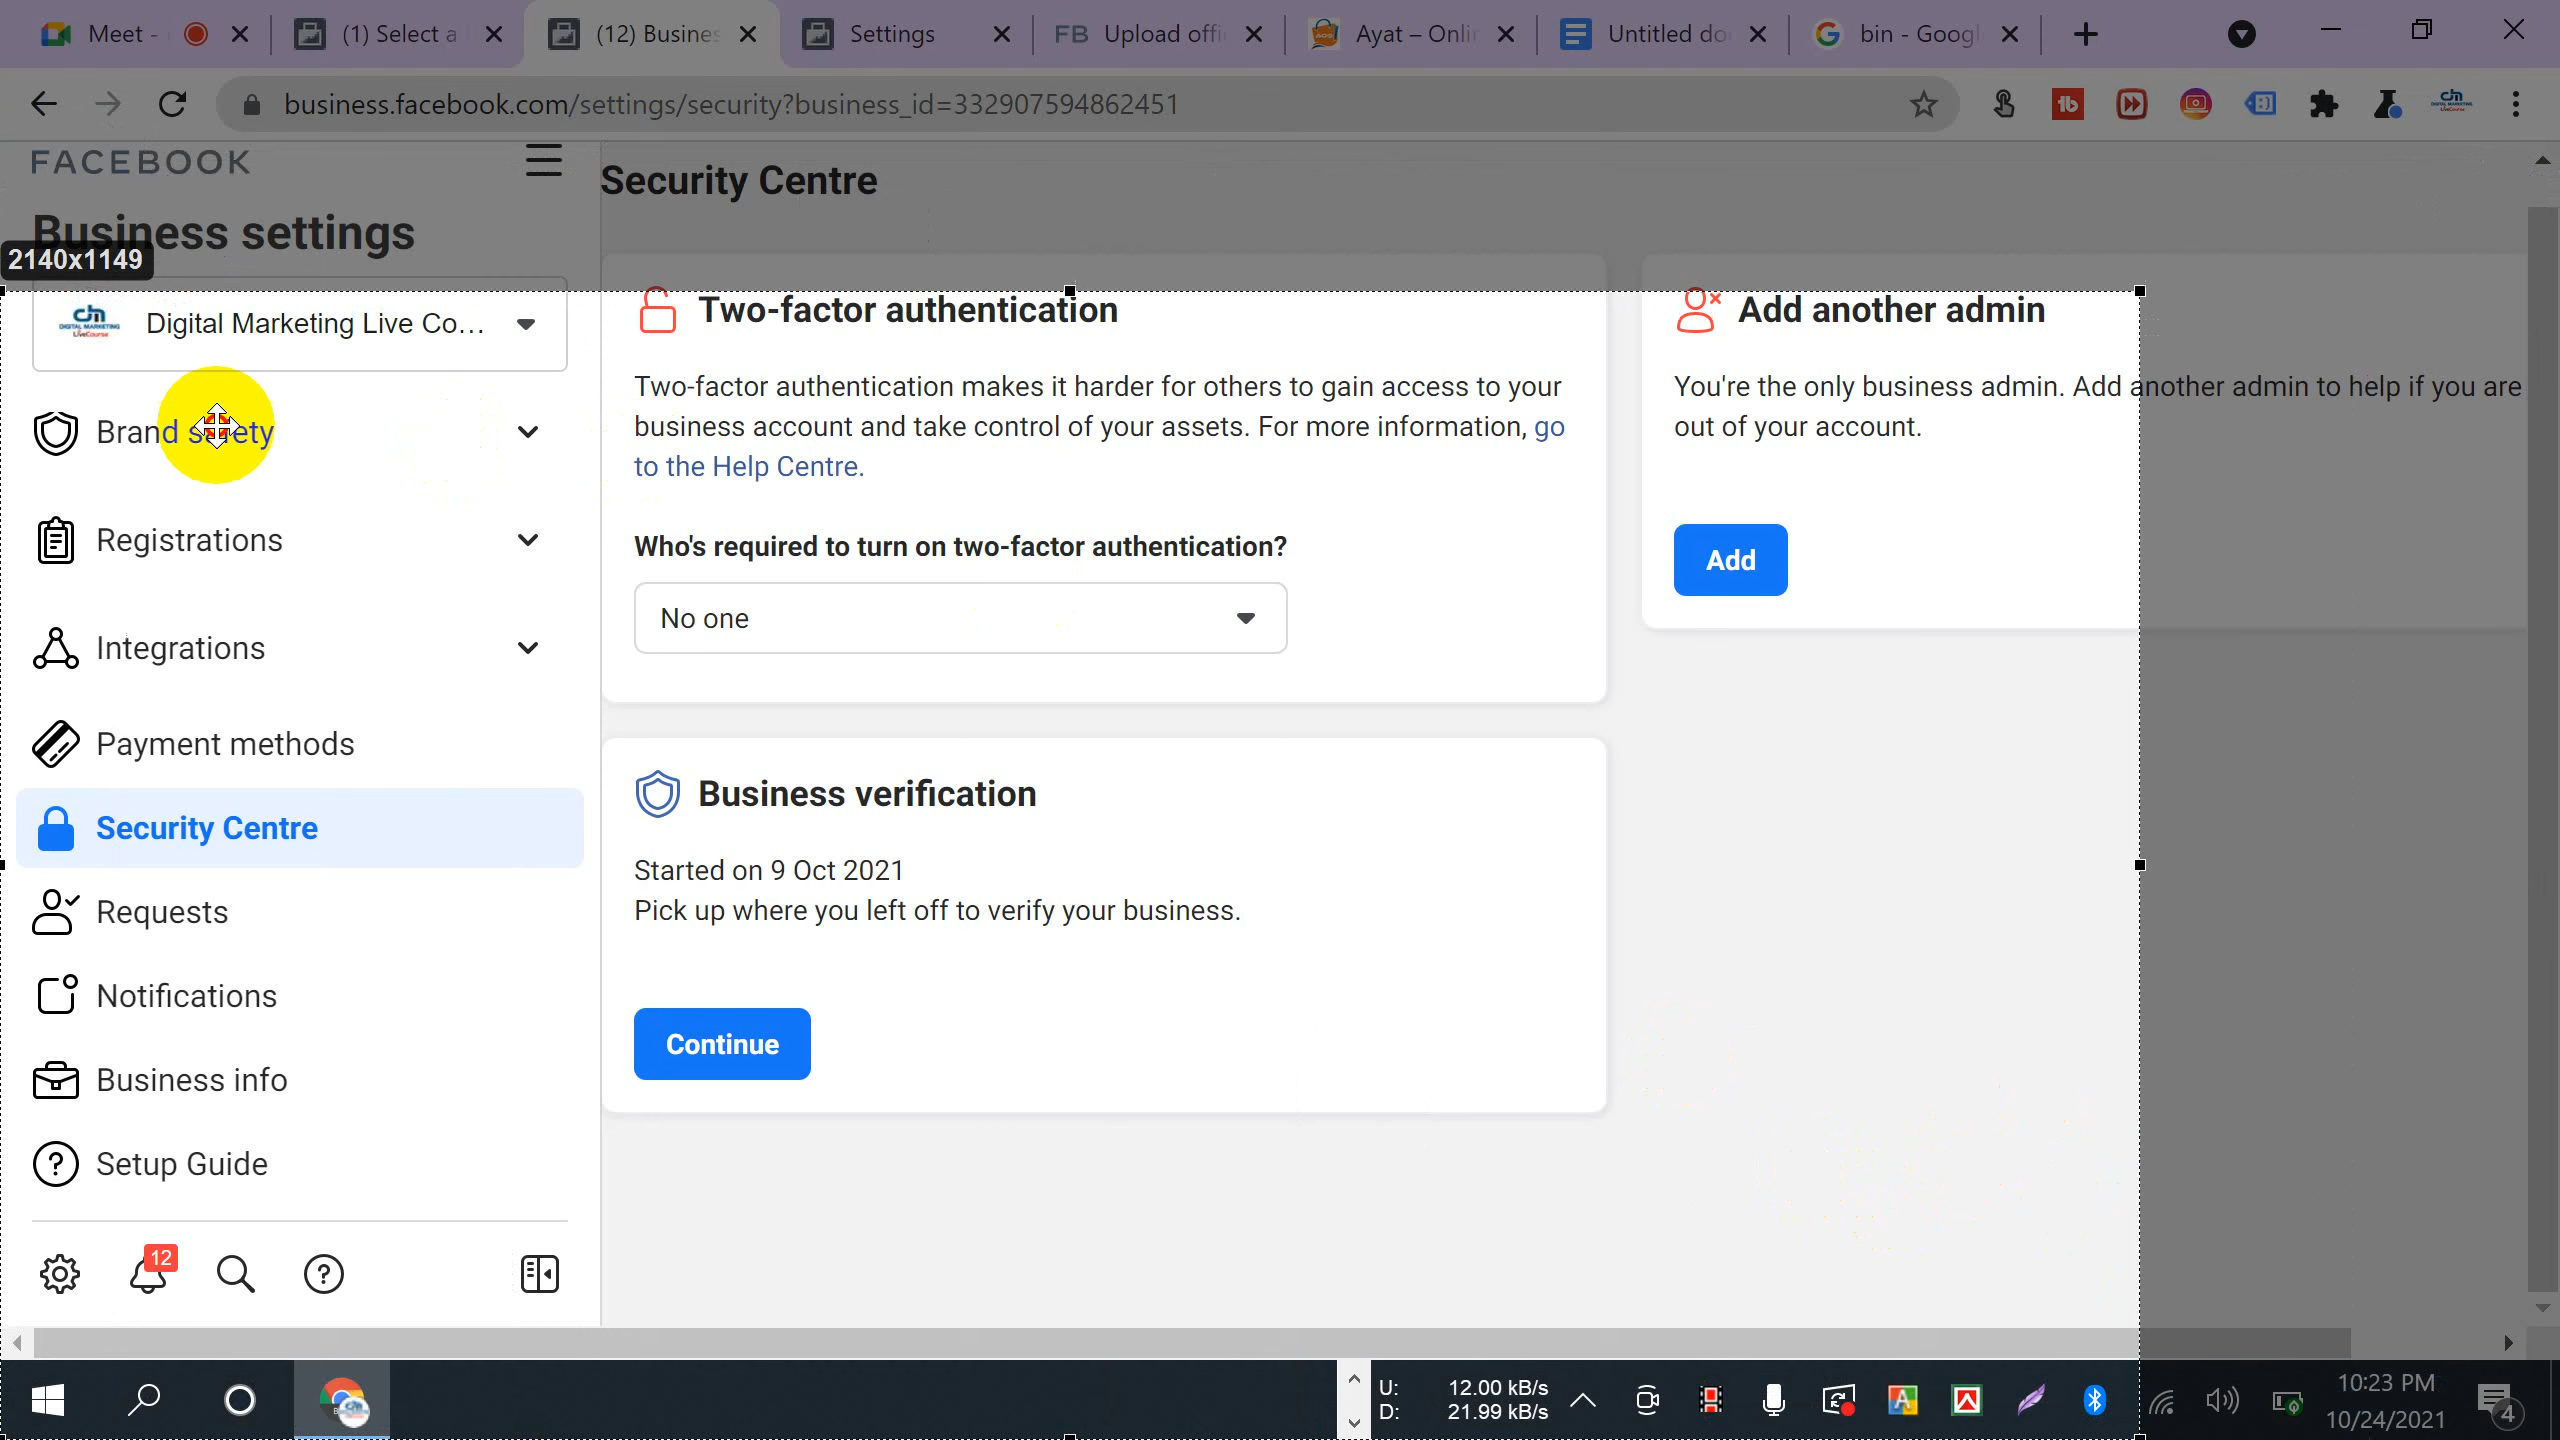 Meet -
(1) Select a
(12) Busines
Settings
FB Upload offi
Ayat – Onlin
Untitled do
bin - Googl
business.facebook.com/settings/security?business_id=332907594862451
FACEBOOK
Business settings
2140x1149
Digital Marketing Live Co...
Brand safety
Registrations
Integrations
Payment methods
Security Centre
Requests
Notifications
Business info
Setup Guide
12
Security Centre
Two-factor authentication
Two-factor authentication makes it harder for others to gain access to your
business account and take control of your assets. For more information, go
to the Help Centre.
Who's required to turn on two-factor authentication?
No one
Add another admin
You're the only business admin. Add another admin to help if you are
out of your account.
Add
Business verification
Started on 9 Oct 2021
Pick up where you left off to verify your business.
Continue
U: 12.00 kB/s
D: 21.99 kB/s
10:23 PM
10/24/2021
4